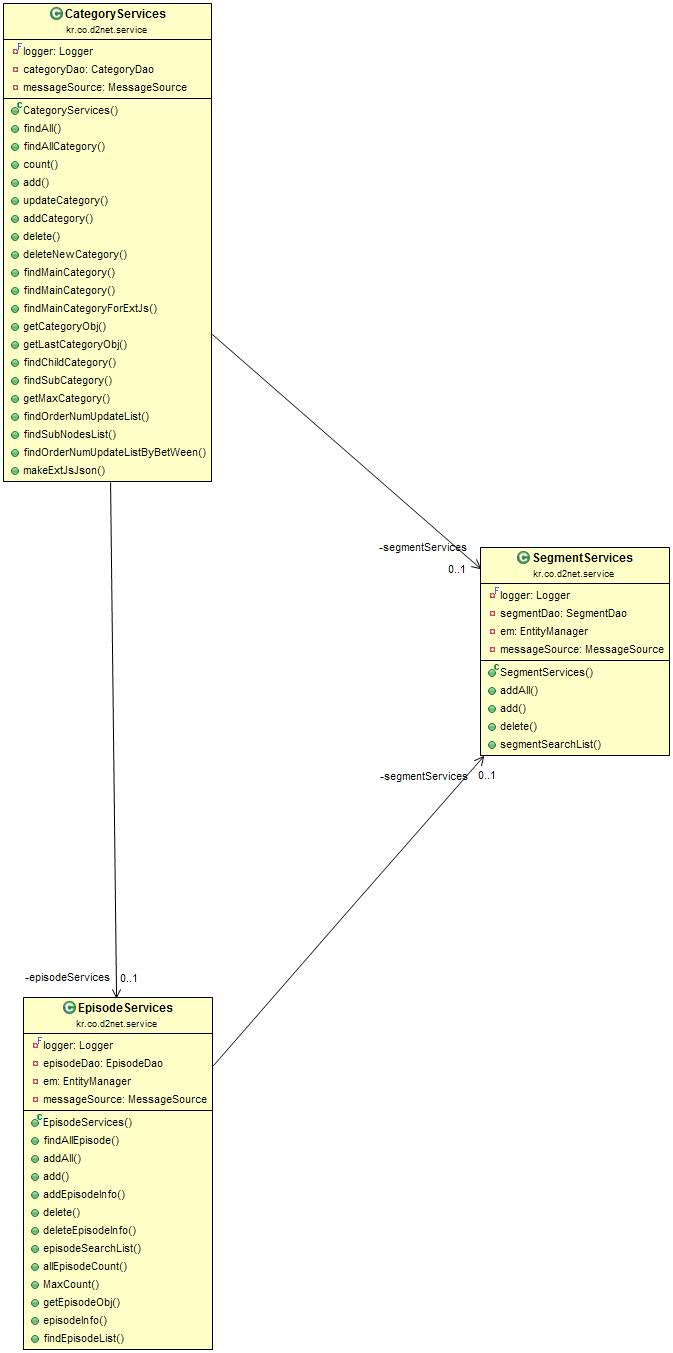 CategoryServices
kr.co.d2net.service
logger: Logger
categoryDao: CategoryDao
messageSource: MessageSource
CategoryServices()
findAll()
findAllCategory()
count()
add()
updateCategory()
addCategory()
delete()
deleteNewCategory()
findMainCategory()
findMainCategory()
findMainCategoryForExtJs()
getCategoryObj()
getLastCategoryObj()
findChildCategory()
findSubCategory()
getMaxCategory()
findOrderNumUpdateList()
findSubNodesList()
findOrderNumUpdateListByBetWeen()
makeExtJsJson()
-segmentServices
0..1
SegmentServices
kr.co.d2net.service
logger: Logger
segmentDao: SegmentDao
em: EntityManager
messageSource: MessageSource
SegmentServices()
addAll()
add()
delete()
segmentSearchList()
-segmentServices 0..1
-episodeServices 0..1
EpisodeServices
kr.co.d2net.service
logger: Logger
episodeDao: EpisodeDao
em: EntityManager
messageSource: MessageSource
EpisodeServices()
findAllEpisode()
addAll()
add()
addEpisodeInfo()
delete()
deleteEpisodeInfo()
episodeSearchList()
allEpisodeCount()
MaxCount()
getEpisodeObj()
episodeInfo()
findEpisodeList()